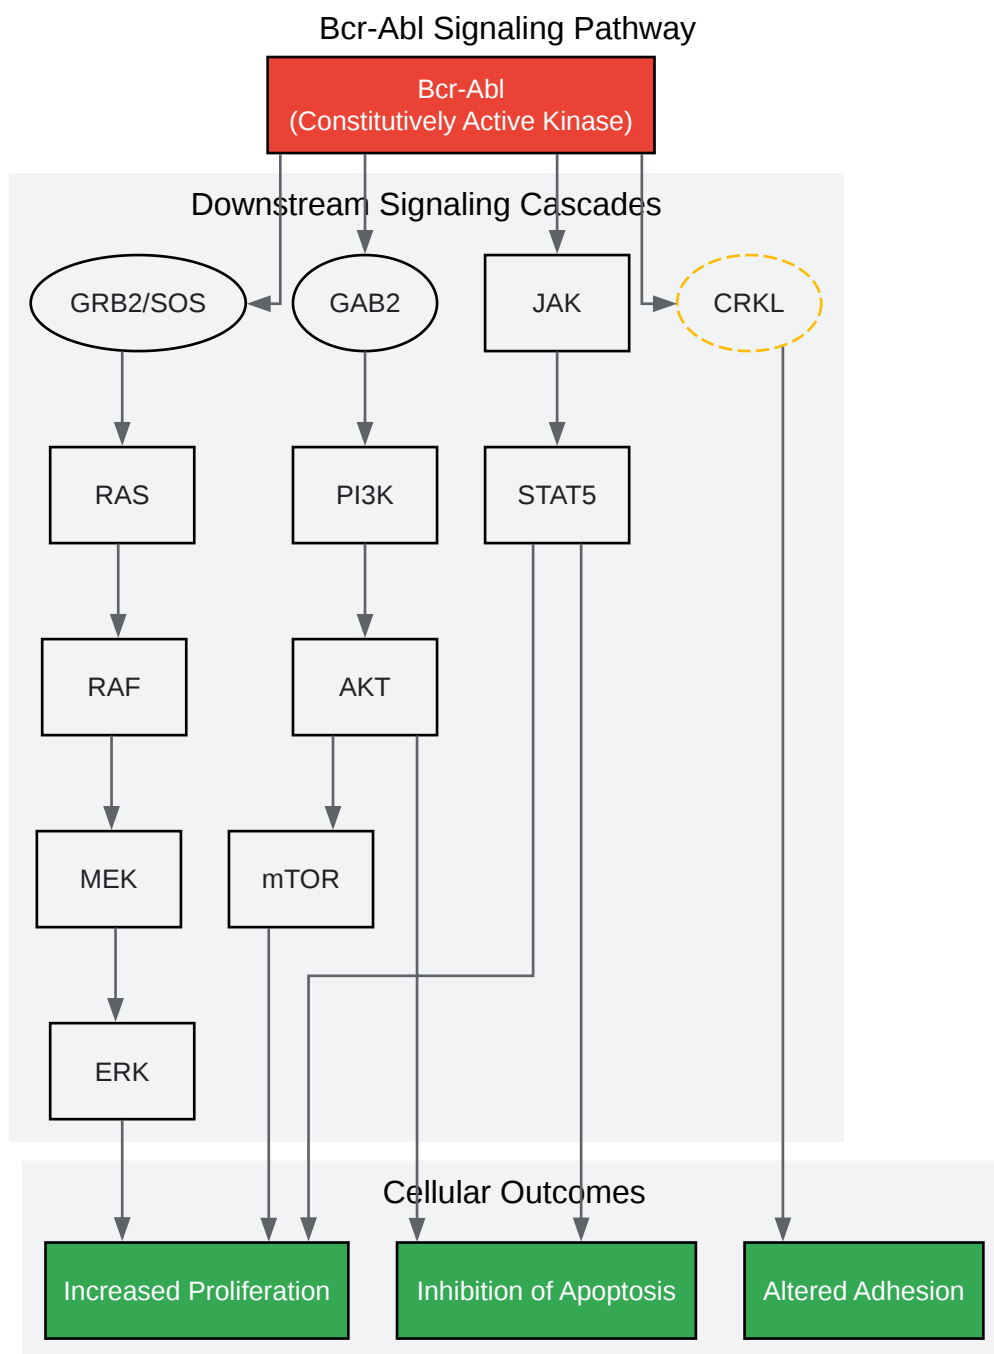 Bcr-Abl Signaling Pathway
Bcr-Abl
(Constitutively Active Kinase)
Downstream Signaling Cascades
GRB2/SOS
GAB2
JAK
CRKL
RAS
PI3K
STAT5
RAF
AKT
MEK
mTOR
ERK
Cellular Outcomes
Increased Proliferation
Inhibition of Apoptosis
Altered Adhesion